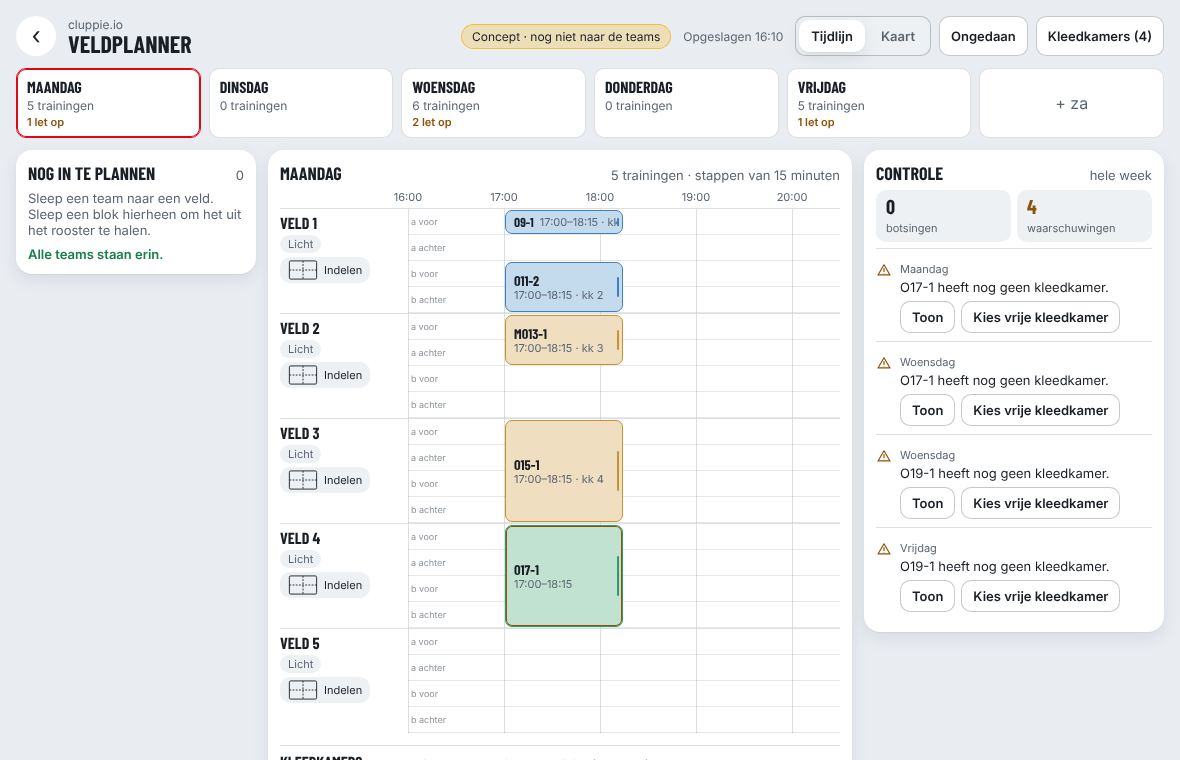 cluppie.io
VELDPLANNER
Concept · nog niet naar de teams
Opgeslagen 16:10
Tijdlijn
Kaart
Ongedaan
Kleedkamers (4)
MAANDAG
5 trainingen
1 let op
DINSDAG
0 trainingen
WOENSDAG
6 trainingen
2 let op
DONDERDAG
0 trainingen
VRIJDAG
5 trainingen
1 let op
+ za
NOG IN TE PLANNEN 0
Sleep een team naar een veld.
Sleep een blok hierheen om het uit
het rooster te halen.
Alle teams staan erin.
MAANDAG
5 trainingen · stappen van 15 minuten
16:00 17:00 18:00 19:00 20:00
VELD 1
Licht
Indelen
a voor
a achter
b voor
b achter
O9-1 17:00–18:15
O11-2
17:00–18:15 · kk 2
VELD 2
Licht
Indelen
a voor
a achter
b voor
b achter
MO13-1
17:00–18:15 · kk 3
VELD 3
Licht
Indelen
a voor
a achter
b voor
b achter
O15-1
17:00–18:15 · kk 4
VELD 4
Licht
Indelen
a voor
a achter
b voor
b achter
O17-1
17:00–18:15
VELD 5
Licht
Indelen
a voor
a achter
b voor
b achter
CONTROLE
hele week
0
botsingen
4
waarschuwingen
Maandag
O17-1 heeft nog geen kleedkamer.
Toon
Kies vrije kleedkamer
Woensdag
O17-1 heeft nog geen kleedkamer.
Toon
Kies vrije kleedkamer
Woensdag
O19-1 heeft nog geen kleedkamer.
Toon
Kies vrije kleedkamer
Vrijdag
O19-1 heeft nog geen kleedkamer.
Toon
Kies vrije kleedkamer